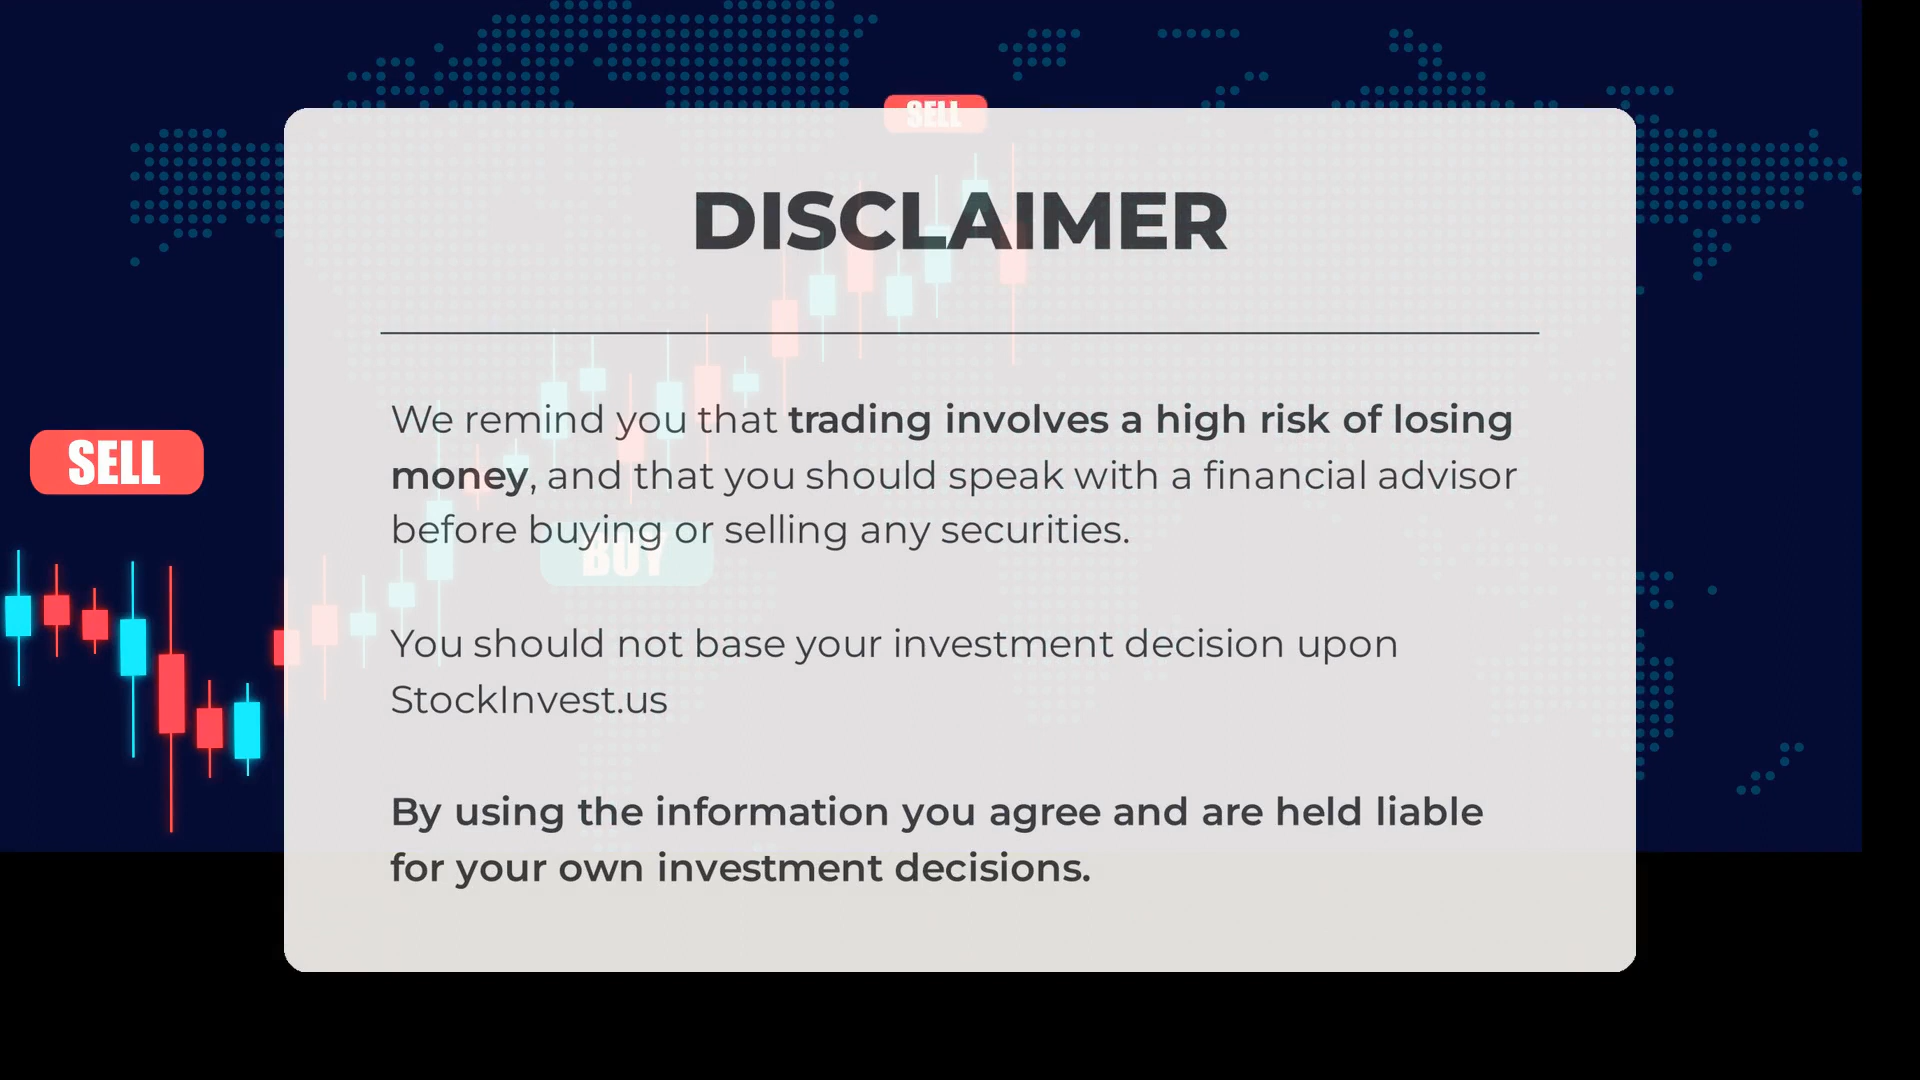 SELL
DISCLAIMER
We remind you that trading involves a high risk of losing
money, and that you should speak with a financial advisor
before buying or selling any securities.
SELL
BUY
You should not base your investment decision upon
StockInvest.us
By using the information you agree and are held liable
for your own investment decisions.